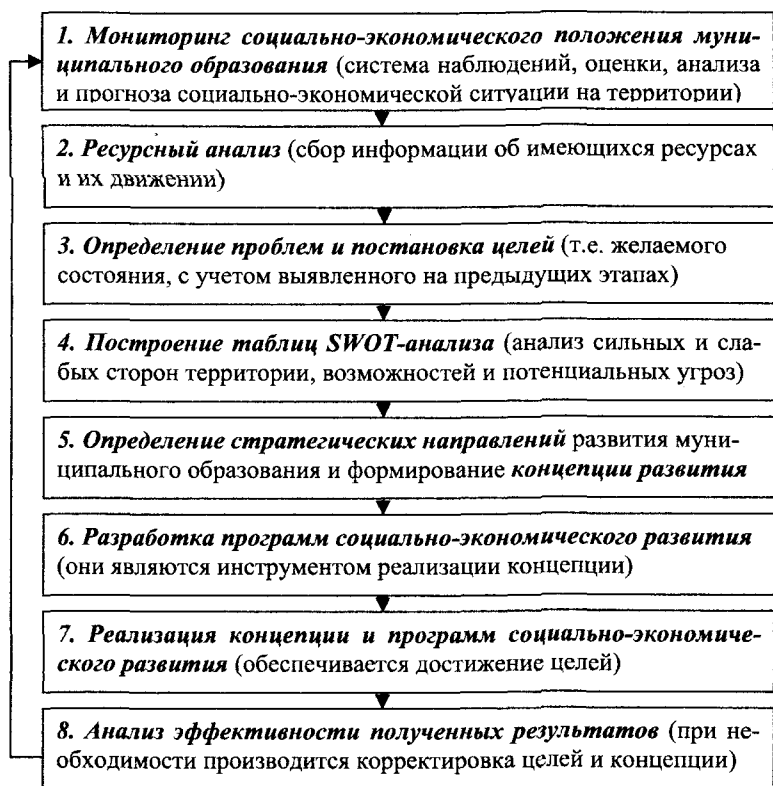 1. Мониторинг социально-экономического положения муни-
ципального образования (система наблюдений, оценки, анализа
и прогноза социально-экономической ситуации на территории)
2. Ресурсный анализ (сбор информации об имеющихся ресурсах
и их движении)
3. Определение проблем и постановка целей (т.е. желаемого
состояния, с учетом выявленного на предыдущих этапах)
4. Построение таблиц SWOT-анализа (анализ сильных и сла-
бых сторон территории, возможностей и потенциальных угроз)
5. Определение стратегических направлений развития муни-
ципального образования и формирование концепции развития
6. Разработка программ социально-экономического развития
(они являются инструментом реализации концепции)
7. Реализация концепции и программ социально-экономиче-
ского развития (обеспечивается достижение целей)
8. Анализ эффективности полученных результатов (при не-
обходимости производится корректировка целей и концепции)